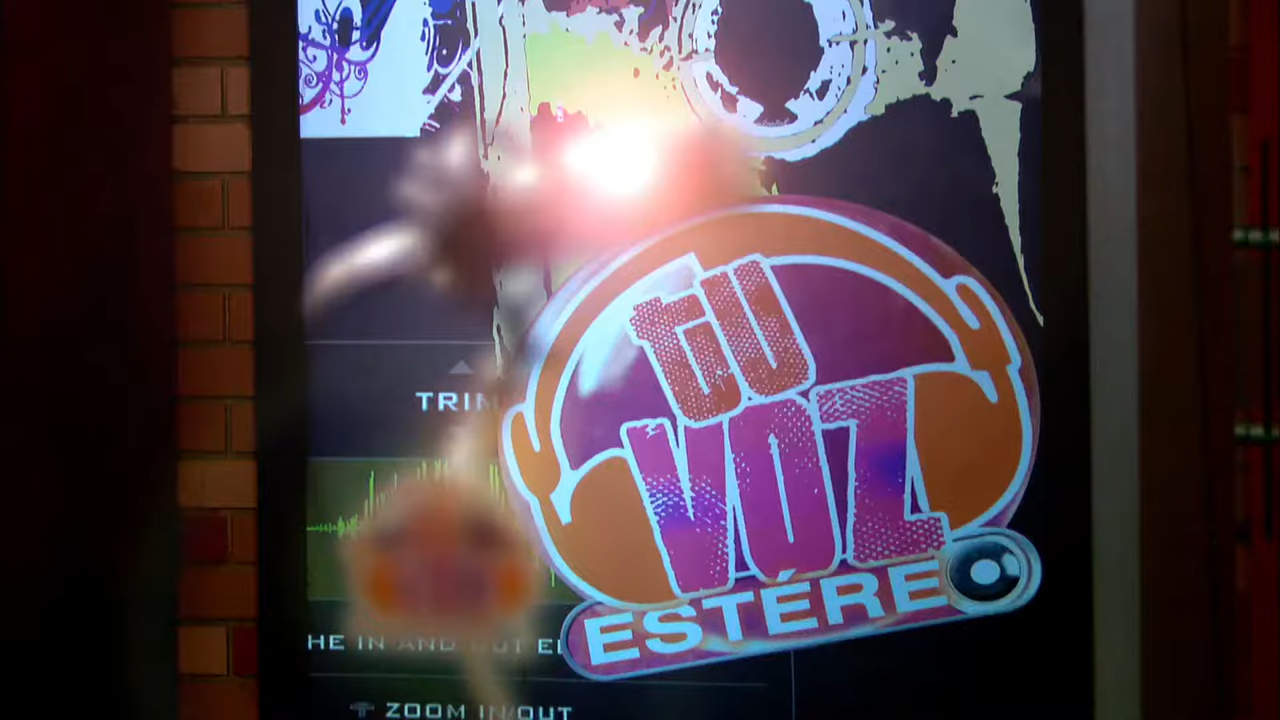 TU
VOZ
ESTÉREO
TRIM
HE IN AND OUT
ZOOM IN/OUT